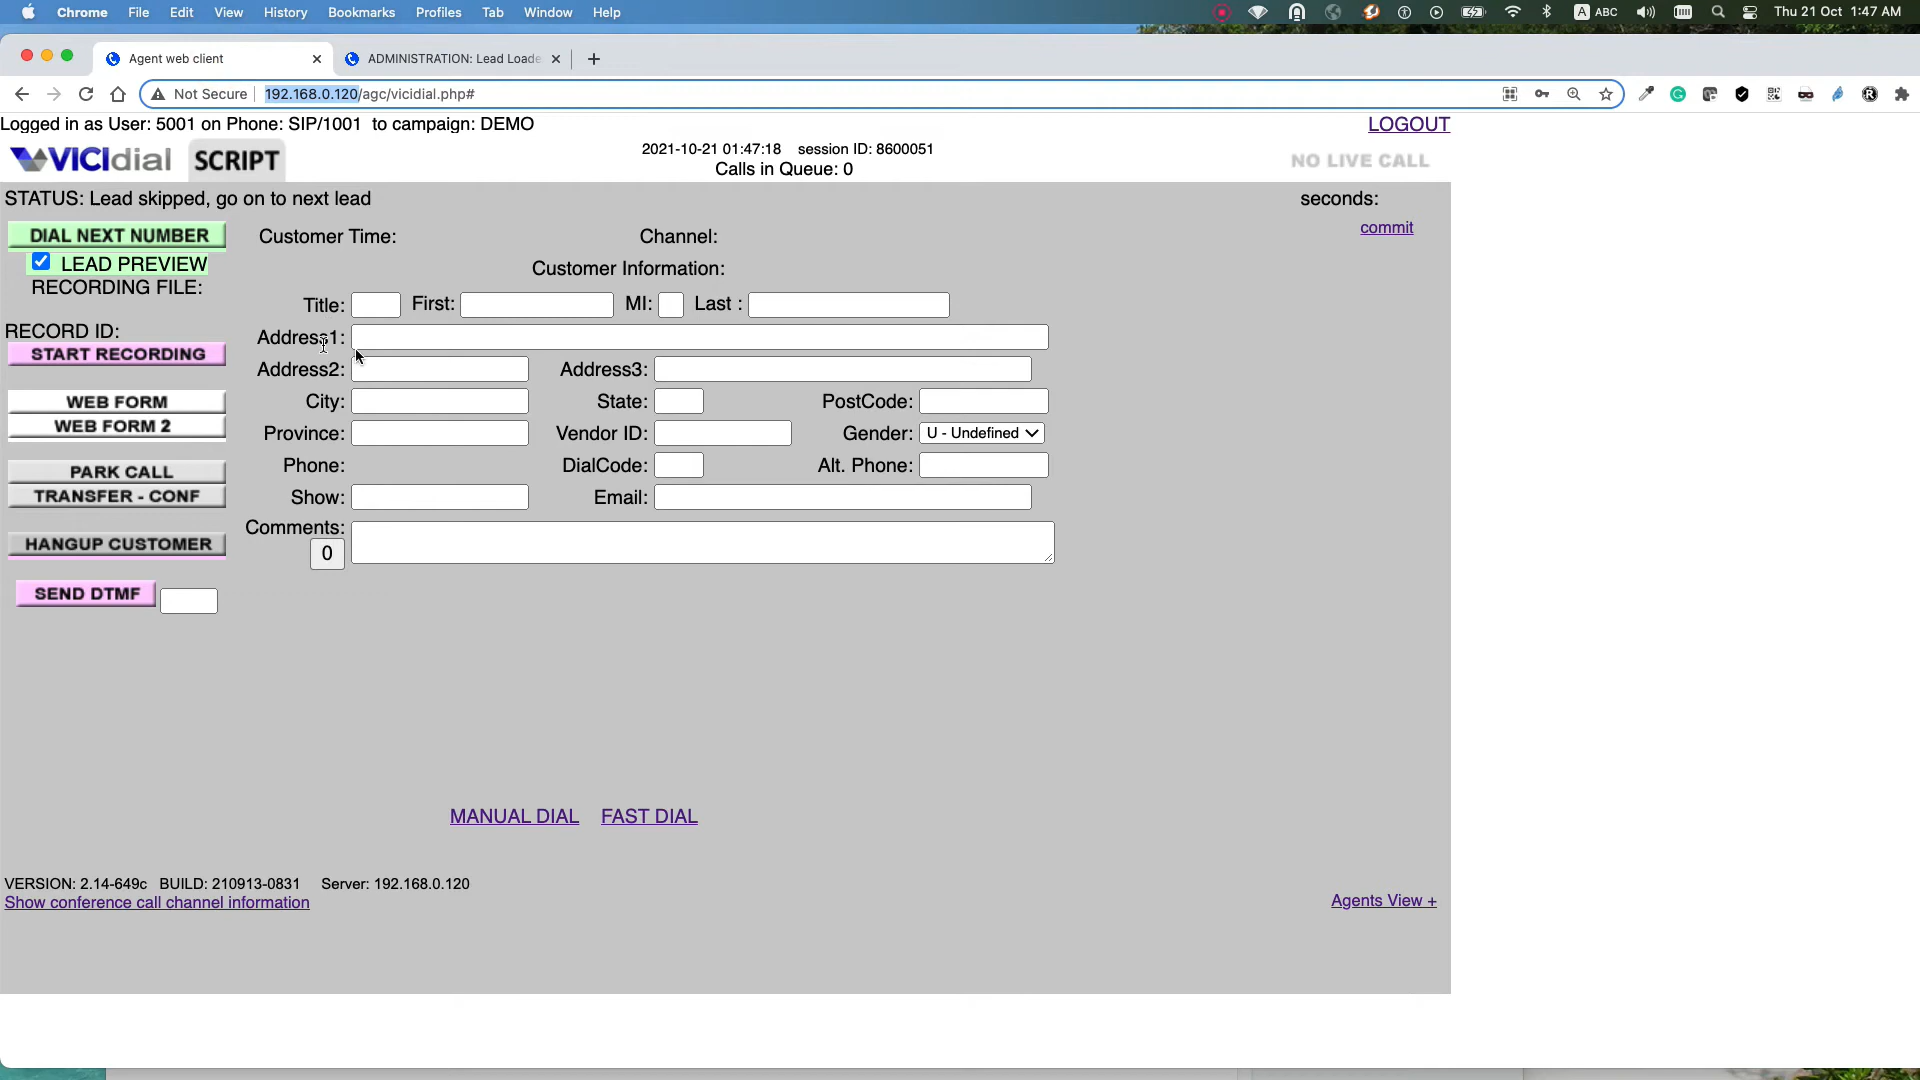 Chrome File Edit View History Bookmarks Profiles Tab Window Help A ABC Thu 21 Oct 1:47 AM
Agent web client ADMINISTRATION: Lead Loade
Not Secure 192.168.0.120/agc/vicidial.php#
Logged in as User: 5001 on Phone: SIP/1001 to campaign: DEMO LOGOUT
VICIdial SCRIPT 2021-10-21 01:47:18 session ID: 8600051 NO LIVE CALL
Calls in Queue: 0
STATUS: Lead skipped, go on to next lead seconds:
commit
DIAL NEXT NUMBER Customer Time: Channel:
LEAD PREVIEW Customer Information:
RECORDING FILE:
Title: First: MI: Last :
RECORD ID: Address1:
START RECORDING
Address2: Address3:
WEB FORM City: State: PostCode:
WEB FORM 2 Province: Vendor ID: Gender: U - Undefined
PARK CALL Phone: DialCode: Alt. Phone:
TRANSFER - CONF Show: Email:
Comments:
HANGUP CUSTOMER 0
SEND DTMF
MANUAL DIAL FAST DIAL
VERSION: 2.14-649c BUILD: 210913-0831 Server: 192.168.0.120
Show conference call channel information Agents View +